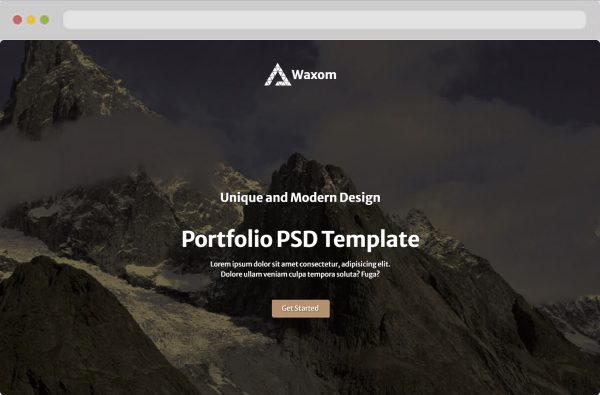 Waxom
Unique and Modern Design
Portfolio PSD Template
Lorem ipsum dolor sit amet consectetur, adipisicing elit.
Dolore ullam veniam culpa tempora soluta? Fuga?
Get Started